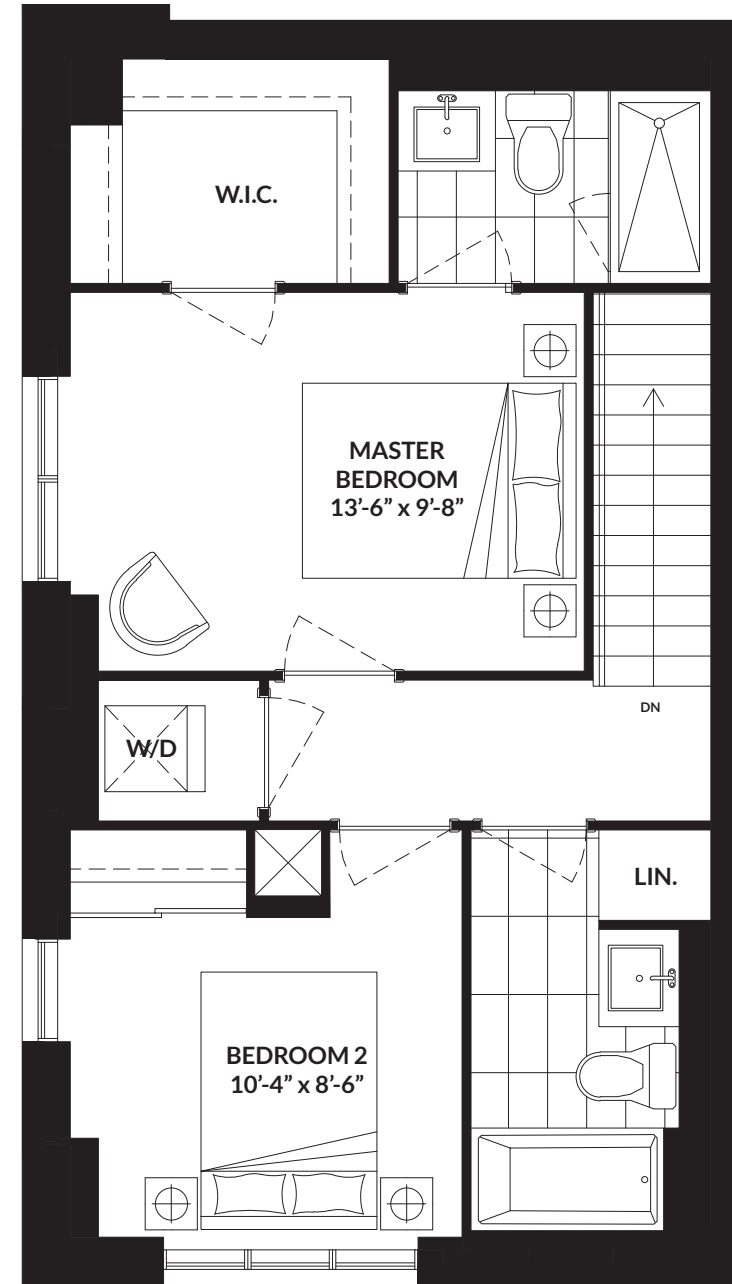 W.I.C.
MASTER
BEDROOM
13’-6” x 9’-8”
DN
W/D
LIN.
BEDROOM 2
10’-4” x 8’-6”